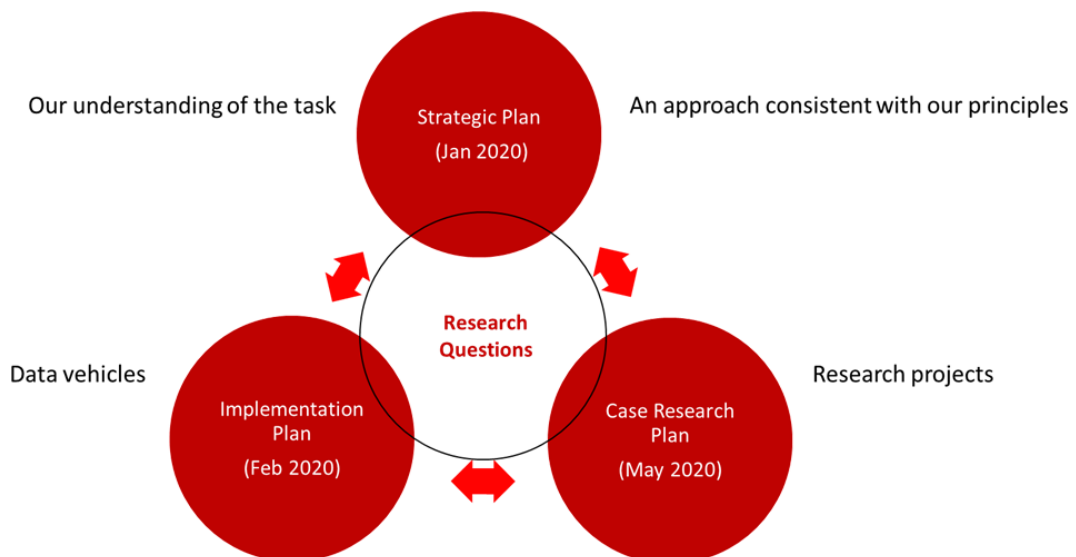 Our understanding of the task
An approach consistent with our principles
Strategic Plan
(Jan 2020)
Research
Questions
Data vehicles
Research projects
Implementation
Plan
(Feb 2020)
Case Research
Plan
(May 2020)